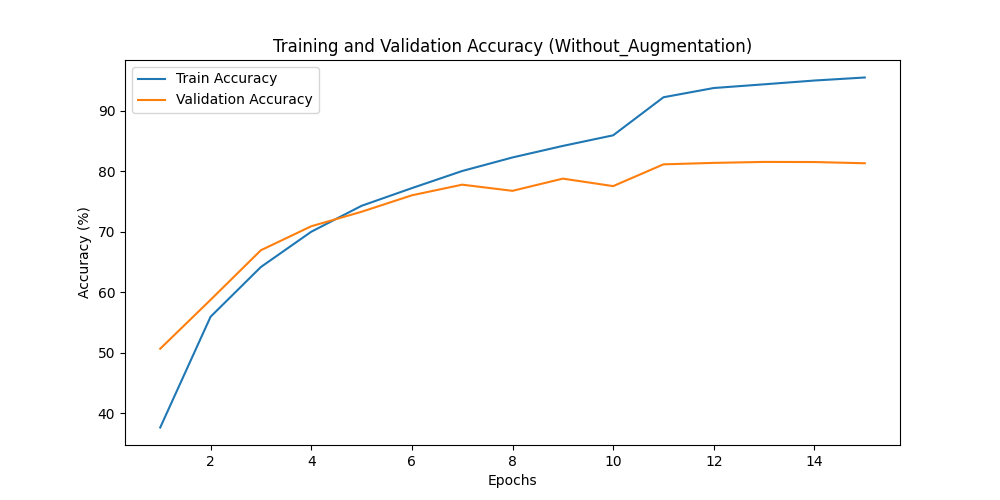 Training and Validation Accuracy (Without_Augmentation)
Train Accuracy
Validation Accuracy
90
80
70
60
50
40
Accuracy (%)
2 4 6 8 10 12 14
Epochs